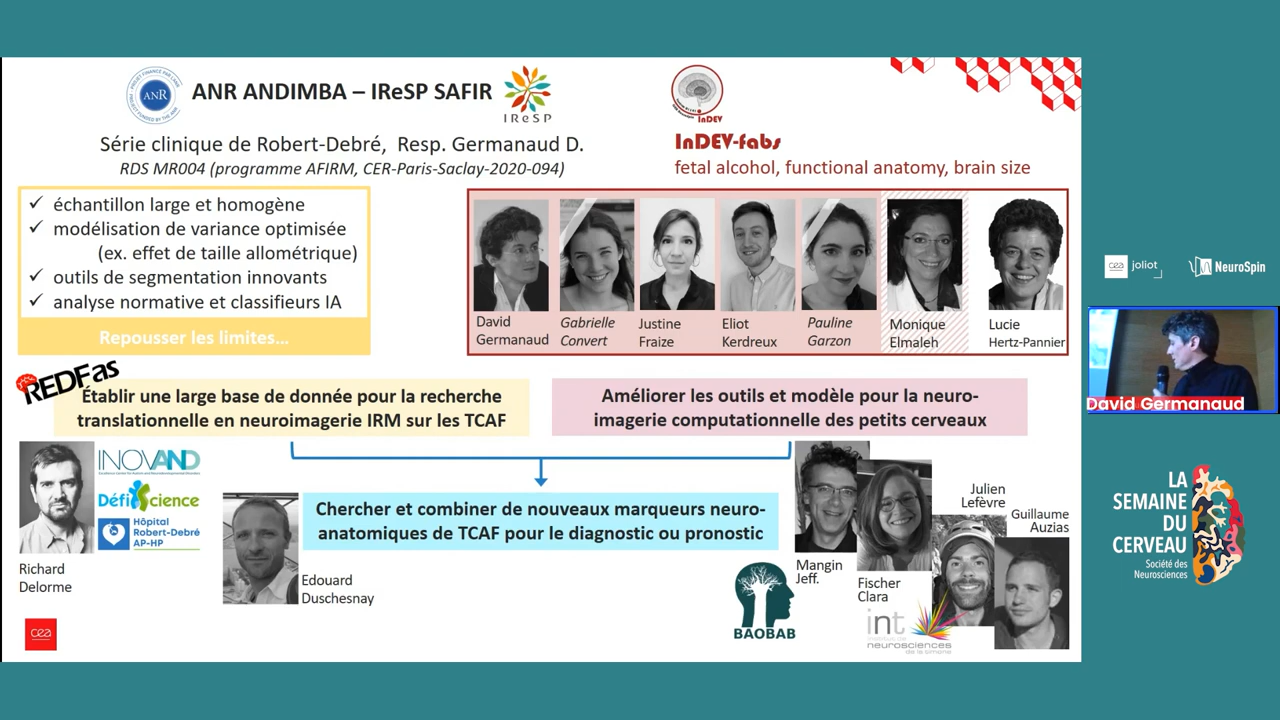 ANR
ANR ANDIMBA – IReSP SAFIR
IReSP
InDEV
Série clinique de Robert-Debré, Resp. Germanaud D.
RDS MR004 (programme AFIRM, CER-Paris-Saclay-2020-094)
InDEV-fabs
fetal alcohol, functional anatomy, brain size
✓ échantillon large et homogène
✓ modélisation de variance optimisée
(ex. effet de taille allométrique)
✓ outils de segmentation innovants
✓ analyse normative et classifieurs IA
Repousser les limites…
David
Germanaud
Gabrielle
Convert
Justine
Fraize
Eliot
Kerdreux
Pauline
Garzon
Monique
Elmaleh
Lucie
Hertz-Pannier
REDFas
Établir une large base de donnée pour la recherche
translationnelle en neuroimagerie IRM sur les TCAF
Améliorer les outils et modèle pour la neuro-
imagerie computationnelle des petits cerveaux
INOVAND
DéfiScience
Hôpital
Robert-Debré
AP-HP
Richard
Delorme
Edouard
Duschesnay
Chercher et combiner de nouveaux marqueurs neuro-
anatomiques de TCAF pour le diagnostic ou pronostic
Mangin
Jeff.
Fischer
Clara
Julien
Lefèvre
Guillaume
Auzias
BAOBAB
int
neurosciences
cea
cea joliot
NeuroSpin
David Germanaud
LA
SEMAINE
DU
CERVEAU
Société des
Neurosciences